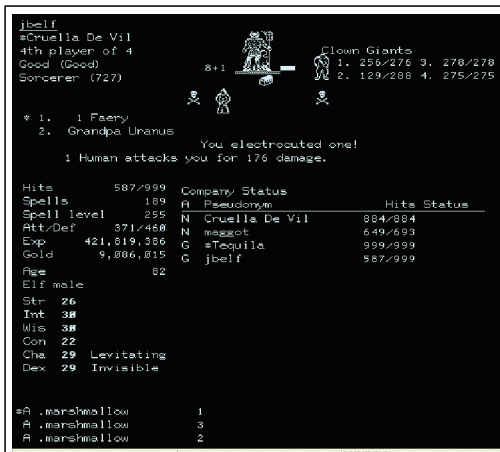 jbelf
*Cruella De Vil
4th player of 4
Good (Good)
Sorcerer (727)
8+1
Clown Giants
1. 256/276 3. 278/278
2. 129/288 4. 275/275
* 1. 1 Faery
2. Grandpa Uranus
You electrocuted one!
1 Human attacks you for 176 damage.
Hits 587/999
Spells 189
Spell level 255
Att/Def 371/460
Exp 421,819,386
Gold 9,086,015
Age 82
Elf male
Str 26
Int 30
Wis 30
Con 22
Cha 29 Levitating
Dex 29 Invisible
Company Status
A Pseudonym Hits Status
N Cruella De Vil 884/884
N maggot 649/693
G *Tequila 999/999
G jbelf 587/999
*A .marshmallow 1
A .marshmallow 3
A .marshmallow 2